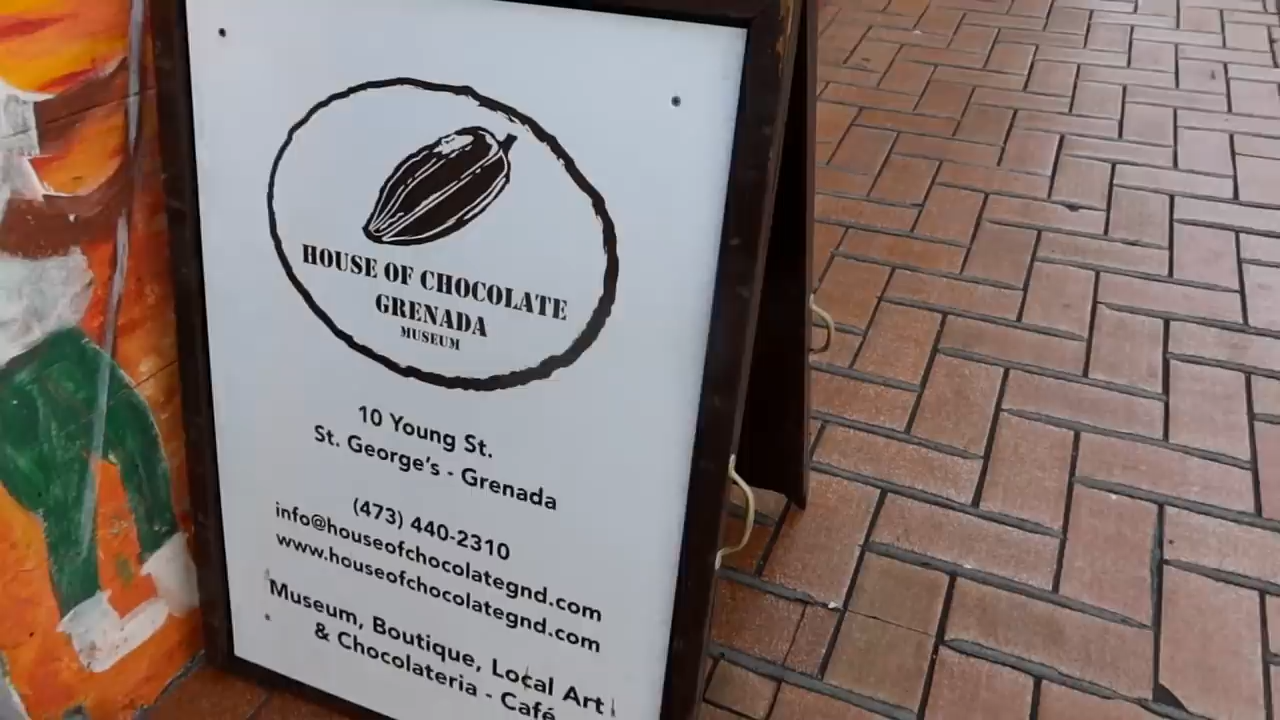 HOUSE OF CHOCOLATE
GRENADA
MUSEUM
10 Young St.
St. George's - Grenada
(473) 440-2310
info@houseofchocolategnd.com
www.houseofchocolategnd.com
Museum, Boutique, Local Art
& Chocolateria - Café